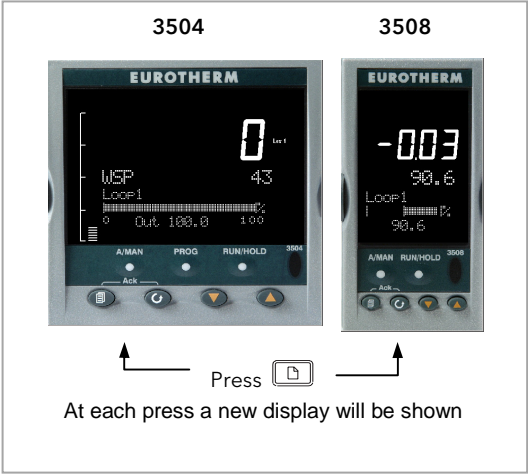 3504
3508
EUROTHERM
0
Lp: 1
WSP 43
Loop1
0 Out 100.0 100 %
A/MAN PROG RUN/HOLD 3504
Ack
EUROTHERM
-0.03
90.6
Loop1
%
90.6
A/MAN RUN/HOLD 3508
Ack
Press
At each press a new display will be shown